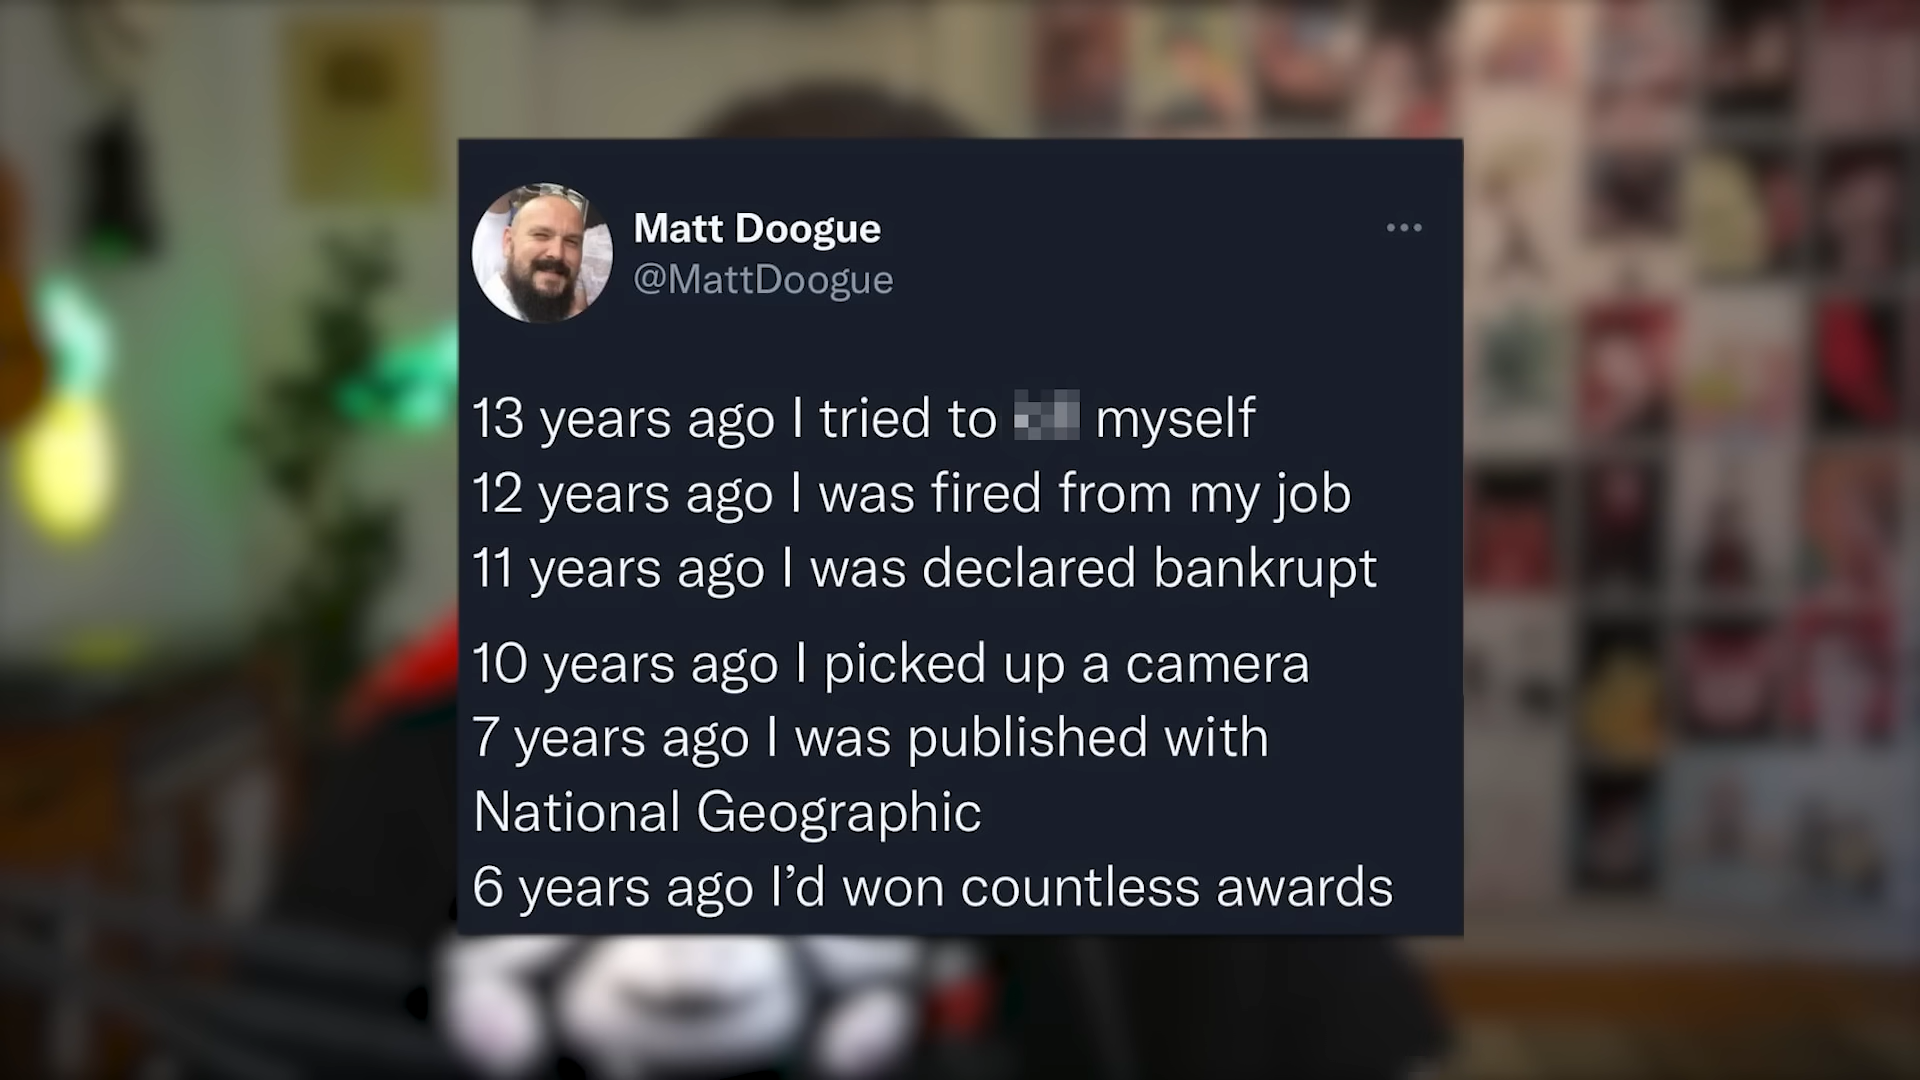 Matt Doogue
@MattDoogue
13 years ago I tried to myself
12 years ago I was fired from my job
11 years ago I was declared bankrupt
10 years ago I picked up a camera
7 years ago I was published with
National Geographic
6 years ago I’d won countless awards